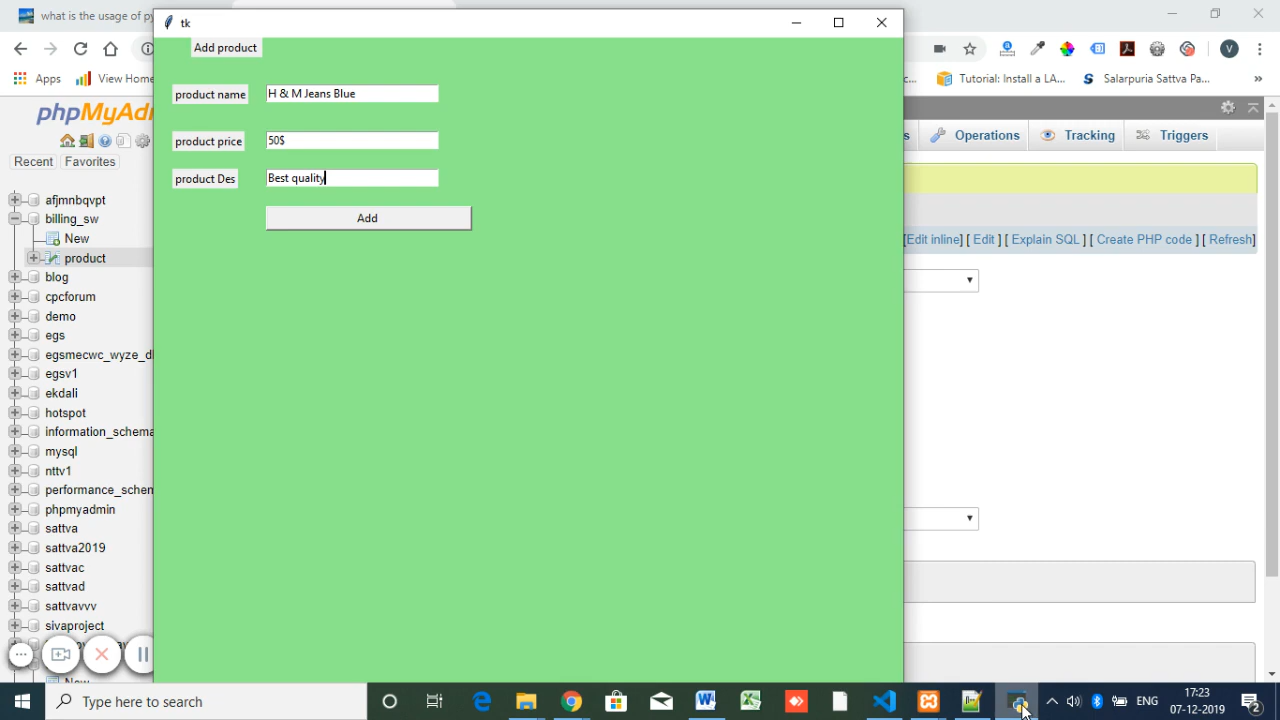 what is the usage of py
tk
Add product
product name
H & M Jeans Blue
product price
50$
product Des
Best quality
Add
V
Apps
View Home
c...
Tutorial: Install a LA...
Salarpuria Sattva Pa...
»
phpMyAd
Recent
Favorites
afjmnbqvpt
billing_sw
New
product
blog
cpcforum
demo
egs
egsmecwc_wyze_d
egsv1
ekdali
hotspot
information_schema
mysql
nttv1
performance_schem
phpmyadmin
sattva
sattva2019
sattvac
sattvad
sattvavvv
sivaproject
New
s
Operations
Tracking
Triggers
[Edit inline] [ Edit ] [ Explain SQL ] [ Create PHP code ] [ Refresh]
Type here to search
ENG
17:23
07-12-2019
2